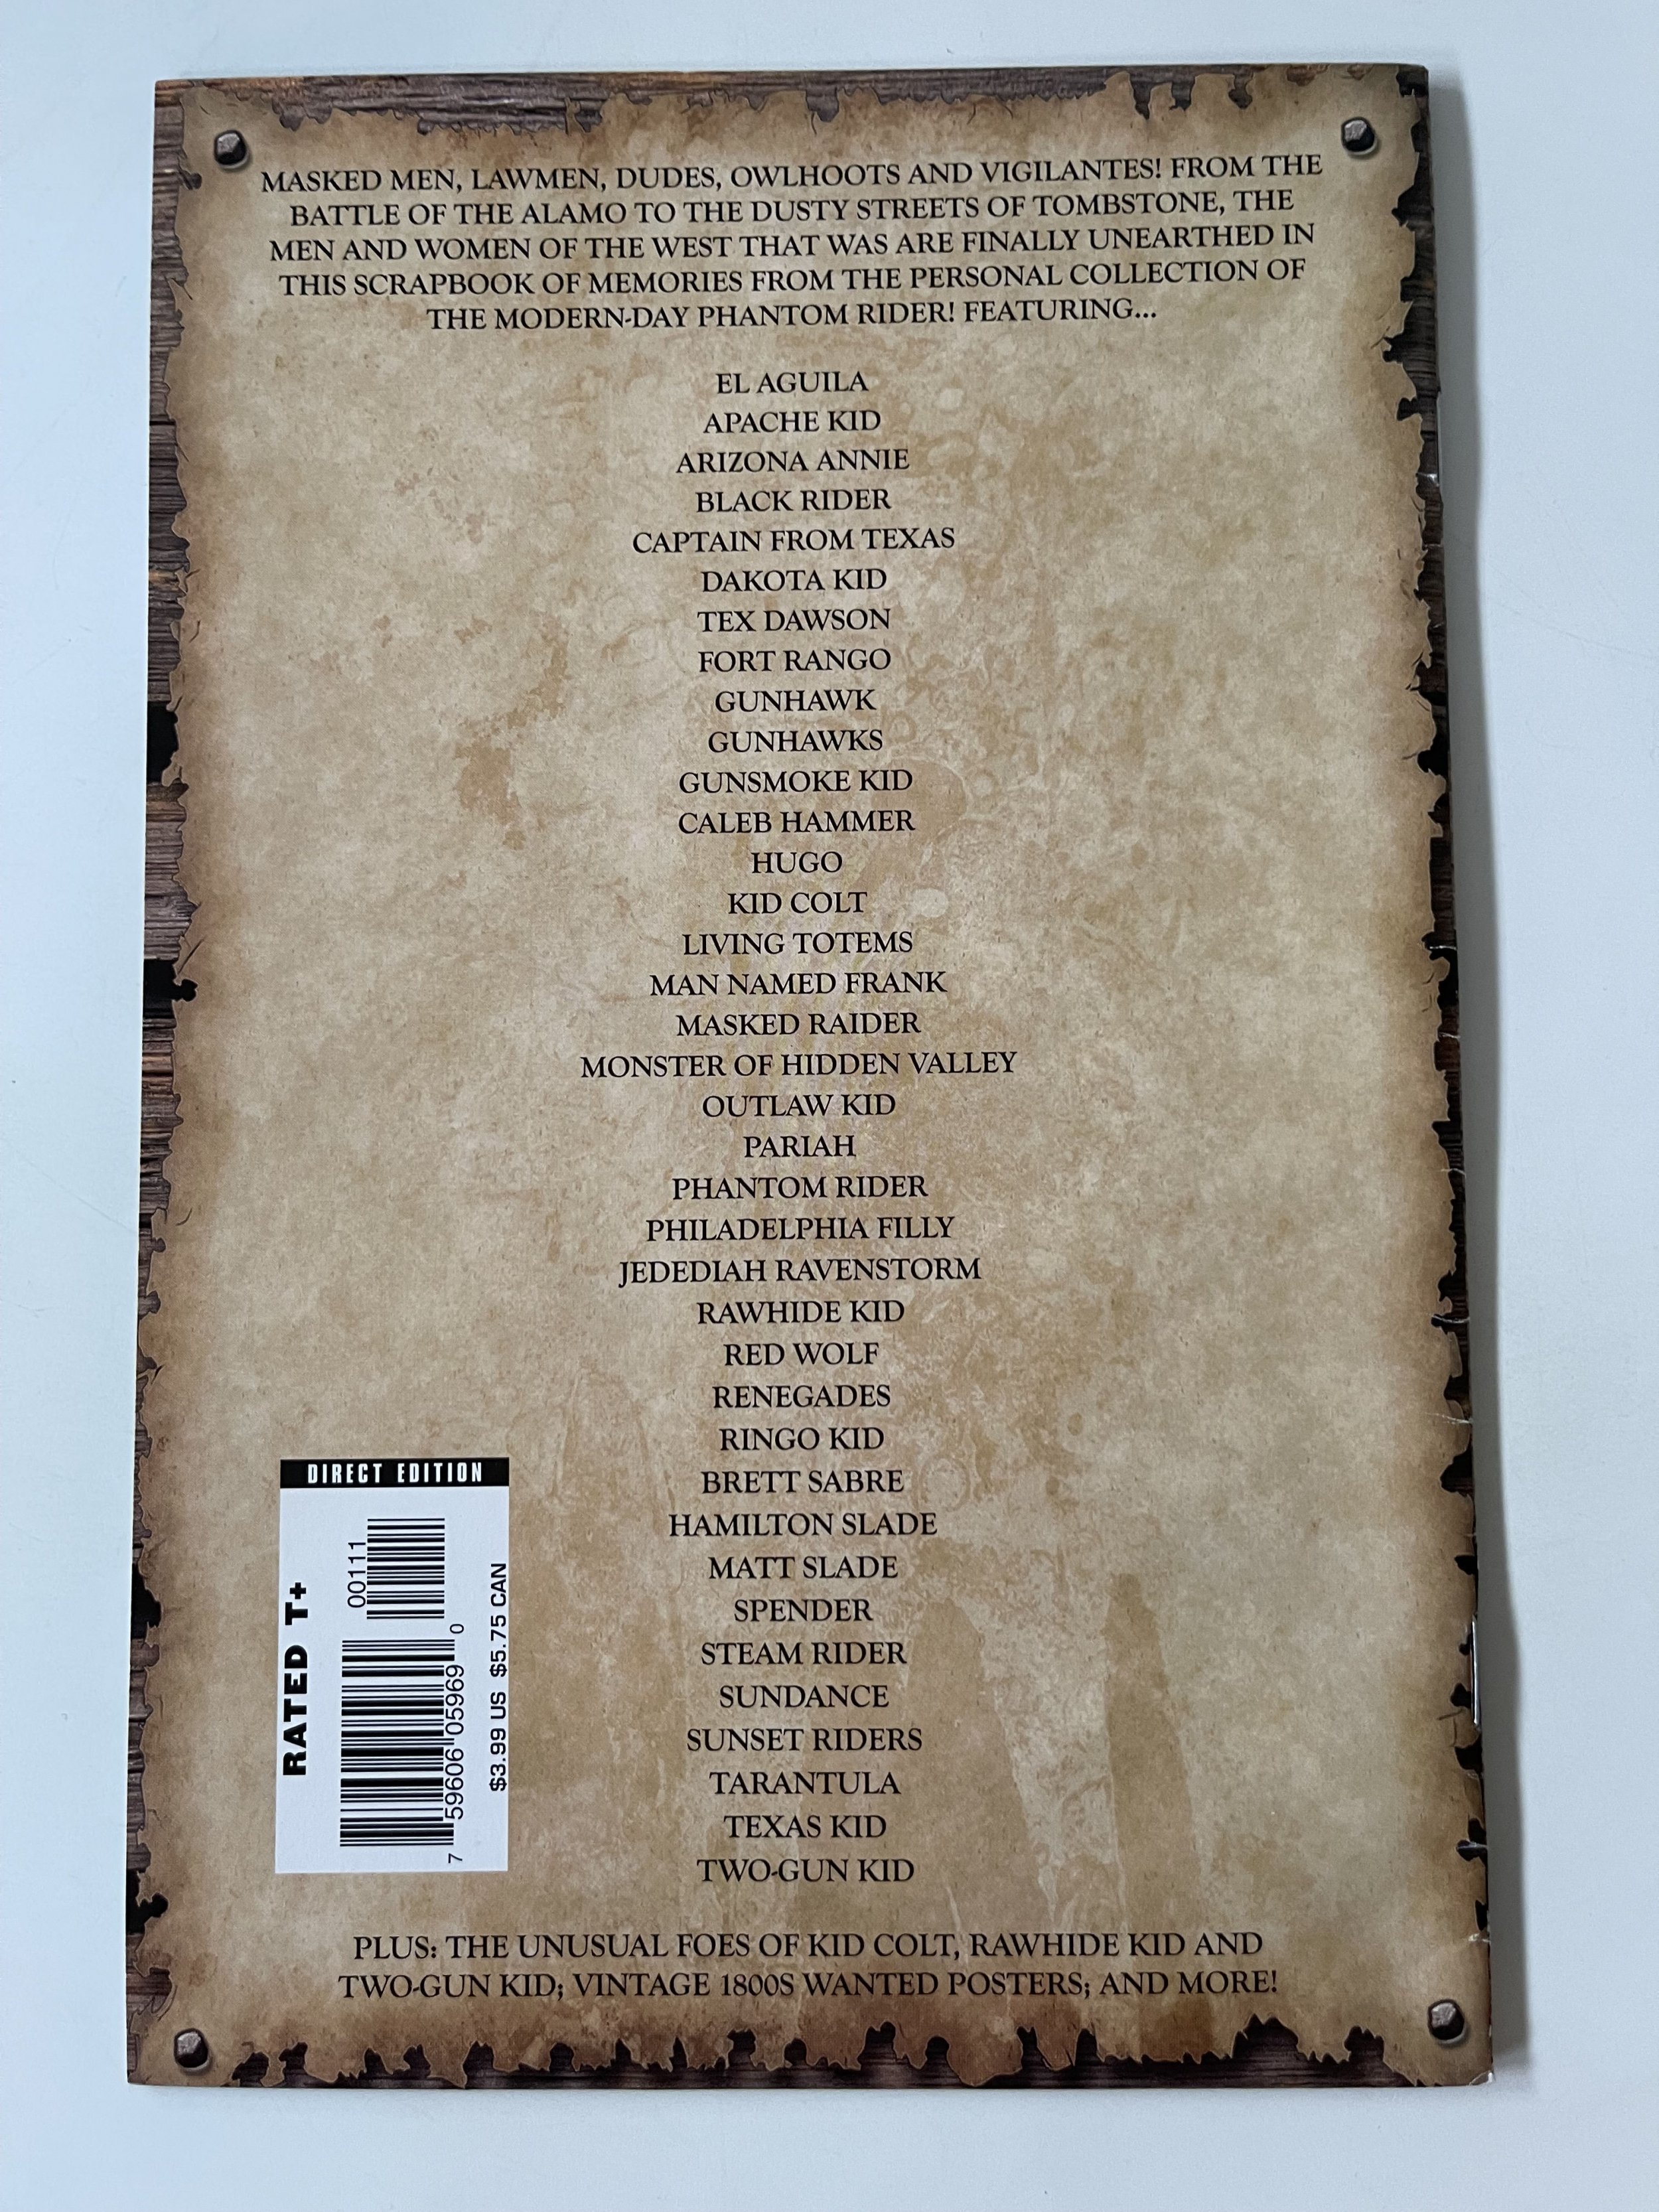 MASKED MEN, LAWMEN, DUDES, OWLHOOTS AND VIGILANTES! FROM THE
BATTLE OF THE ALAMO TO THE DUSTY STREETS OF TOMBSTONE, THE
MEN AND WOMEN OF THE WEST THAT WAS ARE FINALLY UNEARTHED IN
THIS SCRAPBOOK OF MEMORIES FROM THE PERSONAL COLLECTION OF
THE MODERN-DAY PHANTOM RIDER! FEATURING...
EL AGUILA
APACHE KID
ARIZONA ANNIE
BLACK RIDER
CAPTAIN FROM TEXAS
DAKOTA KID
TEX DAWSON
FORT RANGO
GUNHAWK
GUNHAWKS
GUNSMOKE KID
CALEB HAMMER
HUGO
KID COLT
LIVING TOTEMS
MAN NAMED FRANK
MASKED RAIDER
MONSTER OF HIDDEN VALLEY
OUTLAW KID
PARIAH
PHANTOM RIDER
PHILADELPHIA FILLY
JEDEDIAH RAVENSTORM
RAWHIDE KID
RED WOLF
RENEGADES
RINGO KID
BRETT SABRE
HAMILTON SLADE
MATT SLADE
SPENDER
STEAM RIDER
SUNDANCE
SUNSET RIDERS
TARANTULA
TEXAS KID
TWO-GUN KID
PLUS: THE UNUSUAL FOES OF KID COLT, RAWHIDE KID AND
TWO-GUN KID; VINTAGE 1800S WANTED POSTERS; AND MORE!
DIRECT EDITION
RATED T+
00111
7 59606 05969 0
$3.99 US $5.75 CAN